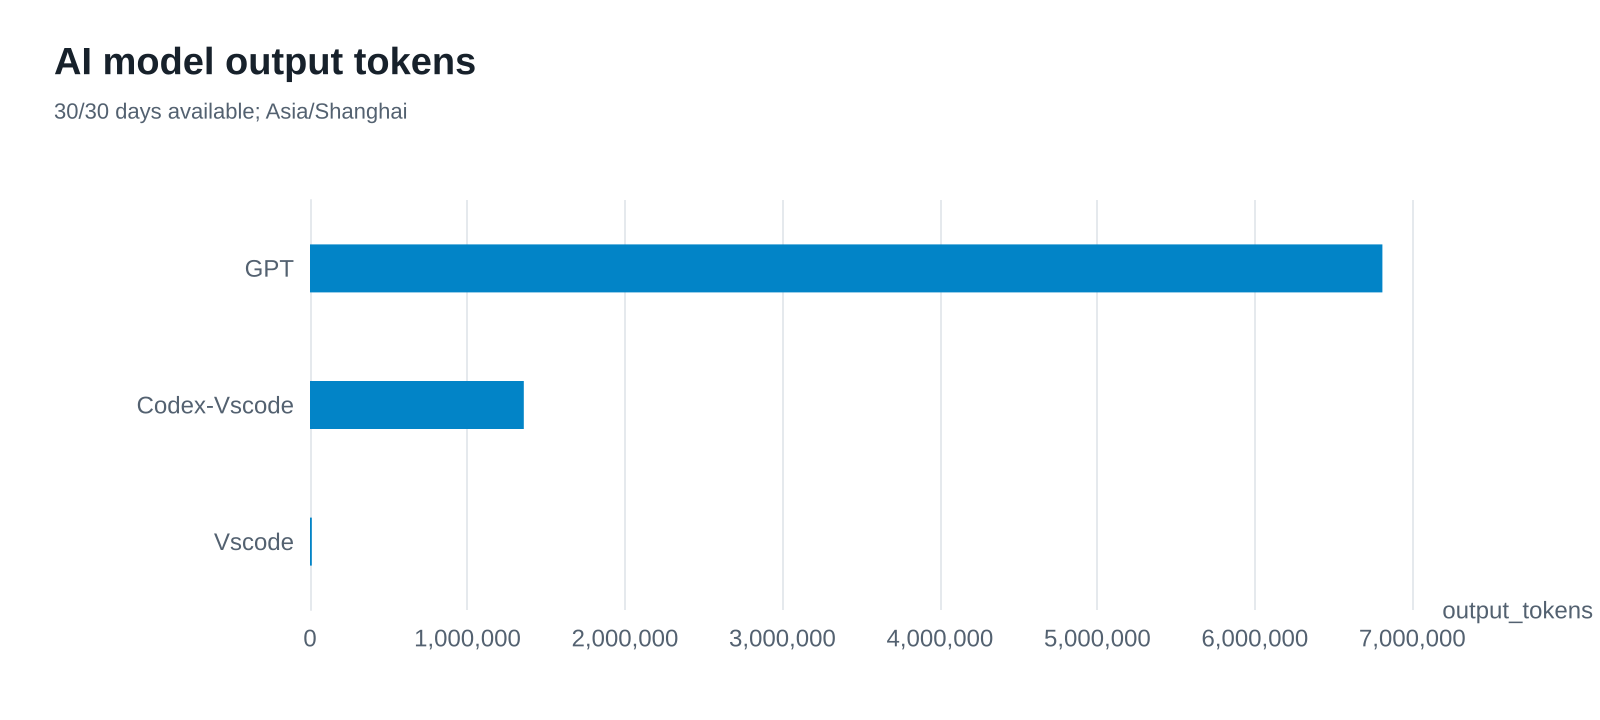 AI model output tokens
30/30 days available; Asia/Shanghai
GPT
Codex-Vscode
Vscode
output_tokens
0 1,000,000 2,000,000 3,000,000 4,000,000 5,000,000 6,000,000 7,000,000